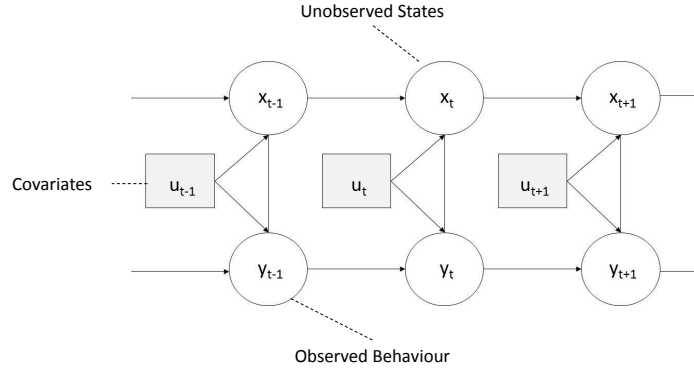 Unobserved States
x_{t-1} x_t x_{t+1}
Covariates u_{t-1} u_t u_{t+1}
y_{t-1} y_t y_{t+1}
Observed Behaviour